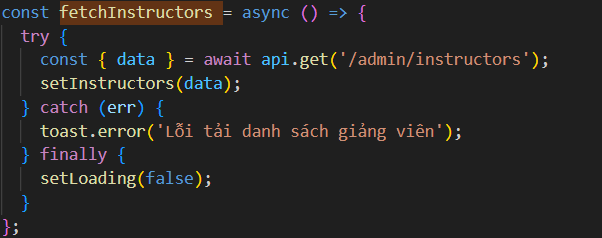 const fetchInstructors = async () => {
  try {
    const { data } = await api.get('/admin/instructors');
    setInstructors(data);
  } catch (err) {
    toast.error('Lỗi tải danh sách giảng viên');
  } finally {
    setLoading(false);
  }
};